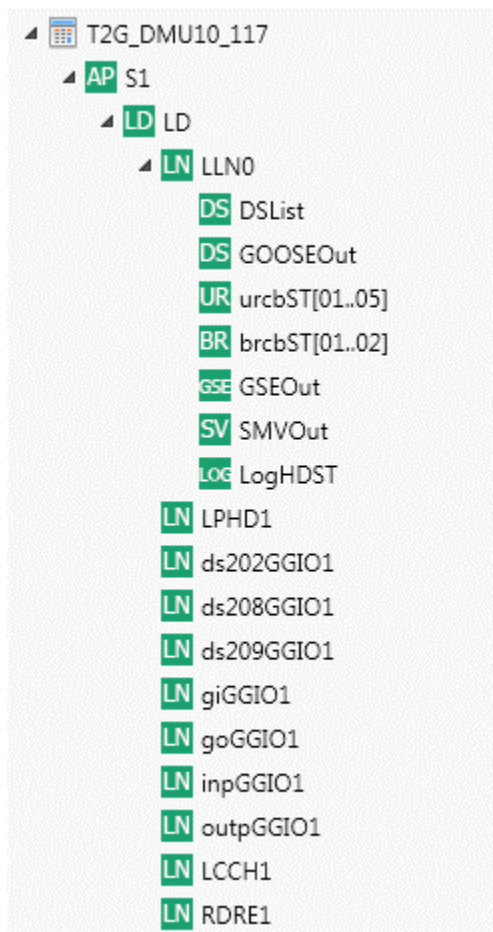 T2G_DMU10_117
AP S1
LD LD
LN LLN0
DS DSList
DS GOOSEOut
UR urcbST[01..05]
BR brcbST[01..02]
GSE GSEOut
SV SMVOut
LOG LogHDST
LN LPHD1
LN ds202GGIO1
LN ds208GGIO1
LN ds209GGIO1
LN giGGIO1
LN goGGIO1
LN inpGGIO1
LN outpGGIO1
LN LCCH1
LN RDRE1